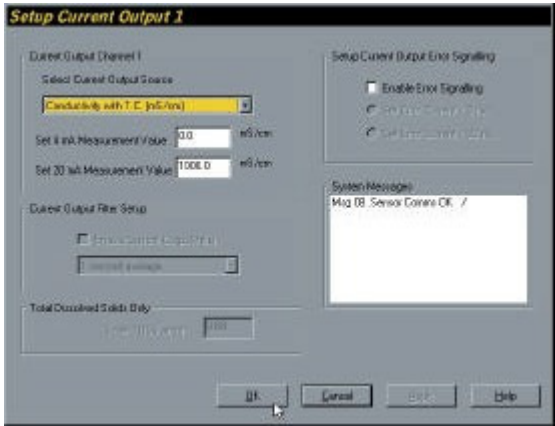 Setup Current Output 1
Current Output Channel 1
Select Current Output Source
Conductivity with T.C. (mS/cm)
Set 4 mA Measurement Value
0.0
mS/cm
Set 20 mA Measurement Value
1000.0
mS/cm
Current Output Filter Setup
Total Dissolved Solids Only
Setup Current Output Error Signalling
Enable Error Signalling
System Messages
Msg 08. Sensor Comms OK. /
OK
Cancel
Help